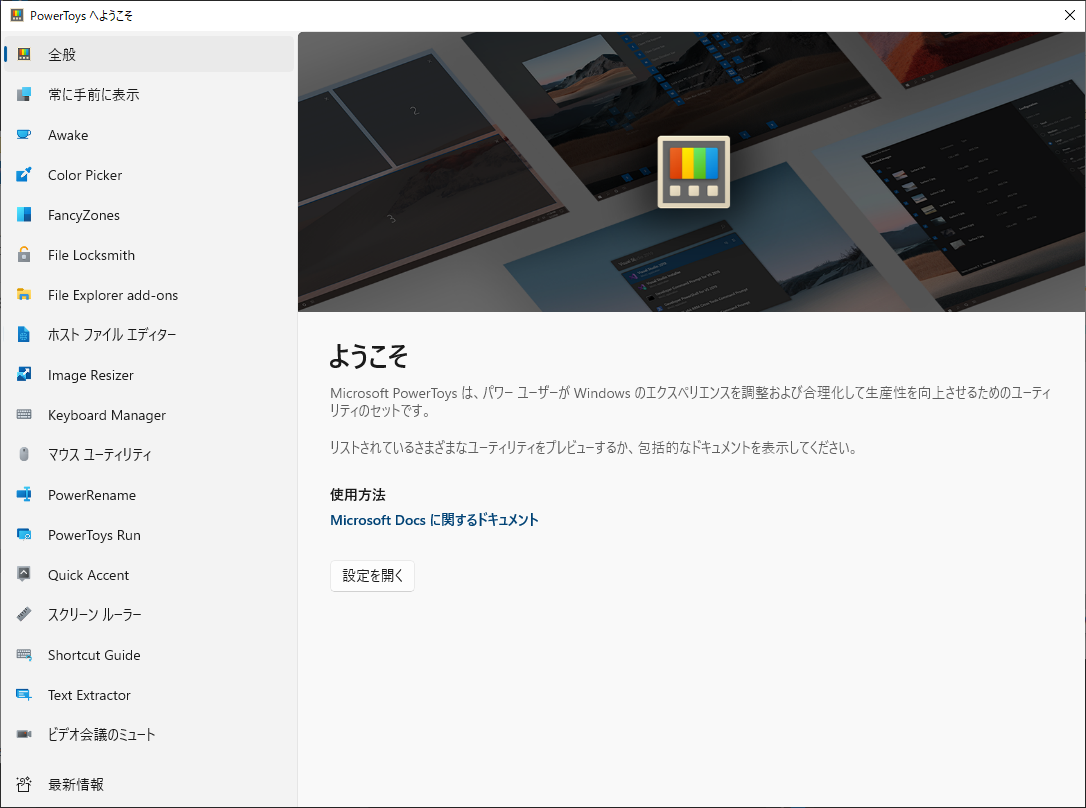 PowerToys へようこそ
全般
常に手前に表示
Awake
Color Picker
FancyZones
File Locksmith
File Explorer add-ons
ホスト ファイル エディター
Image Resizer
Keyboard Manager
マウス ユーティリティ
PowerRename
PowerToys Run
Quick Accent
スクリーン ルーラー
Shortcut Guide
Text Extractor
ビデオ会議のミュート
最新情報
2
3
ようこそ
Microsoft PowerToys は、パワー ユーザーが Windows のエクスペリエンスを調整および合理化して生産性を向上させるためのユーティ
リティのセットです。
リストされているさまざまなユーティリティをプレビューするか、包括的なドキュメントを表示してください。
使用方法
Microsoft Docs に関するドキュメント
設定を開く